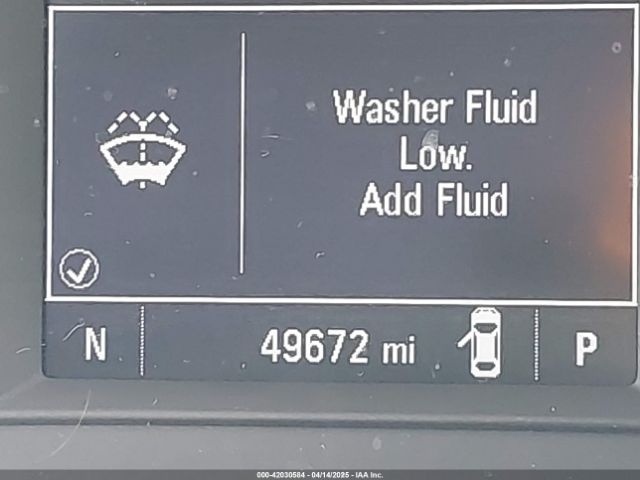 Washer Fluid
Low.
Add Fluid
N
49672 mi
P
000-42030584 - 04/14/2025 - IAA Inc.